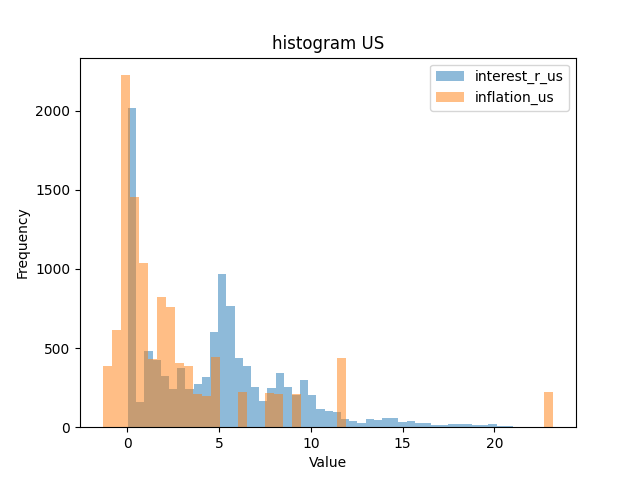 histogram US
interest_r_us
inflation_us
2000
1500
1000
500
0
Frequency
0 5 10 15 20
Value